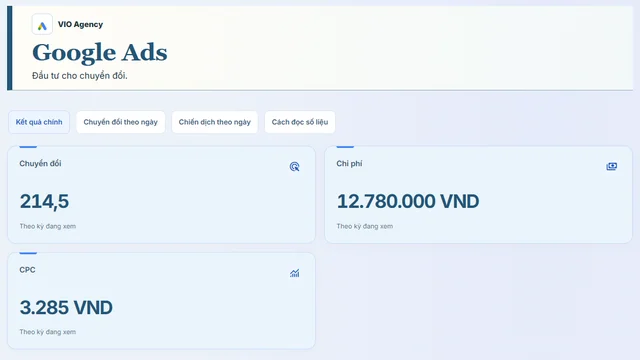 VIO Agency
Google Ads
Đầu tư cho chuyển đổi.
Kết quả chính
Chuyển đổi theo ngày
Chiến dịch theo ngày
Cách đọc số liệu
Chuyển đổi
214,5
Theo kỳ đang xem
Chi phí
12.780.000 VND
Theo kỳ đang xem
CPC
3.285 VND
Theo kỳ đang xem